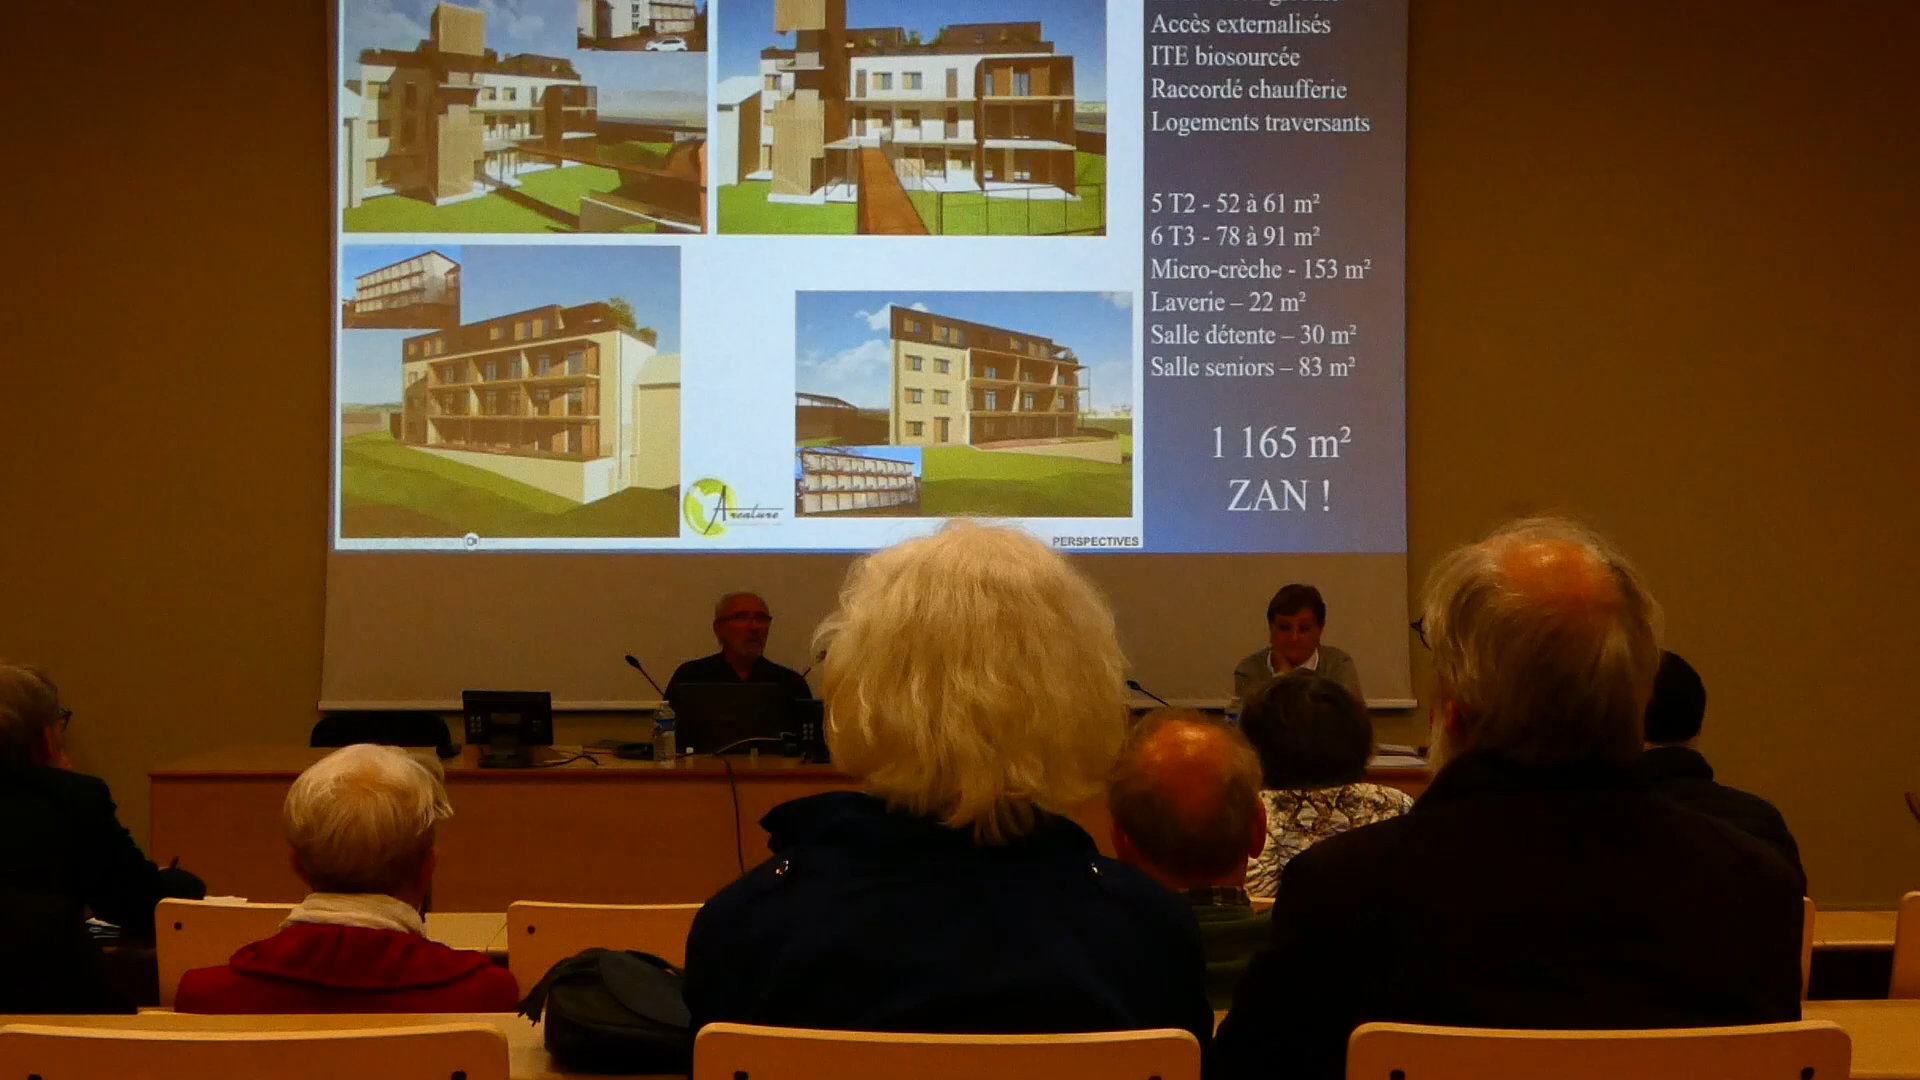 Accès externalisés
ITE biosourcée
Raccordé chaufferie
Logements traversants
5 T2 - 52 à 61 m²
6 T3 - 78 à 91 m²
Micro-crèche - 153 m²
Laverie – 22 m²
Salle détente – 30 m²
Salle seniors – 83 m²
1 165 m²
ZAN !
Arcature
PERSPECTIVES